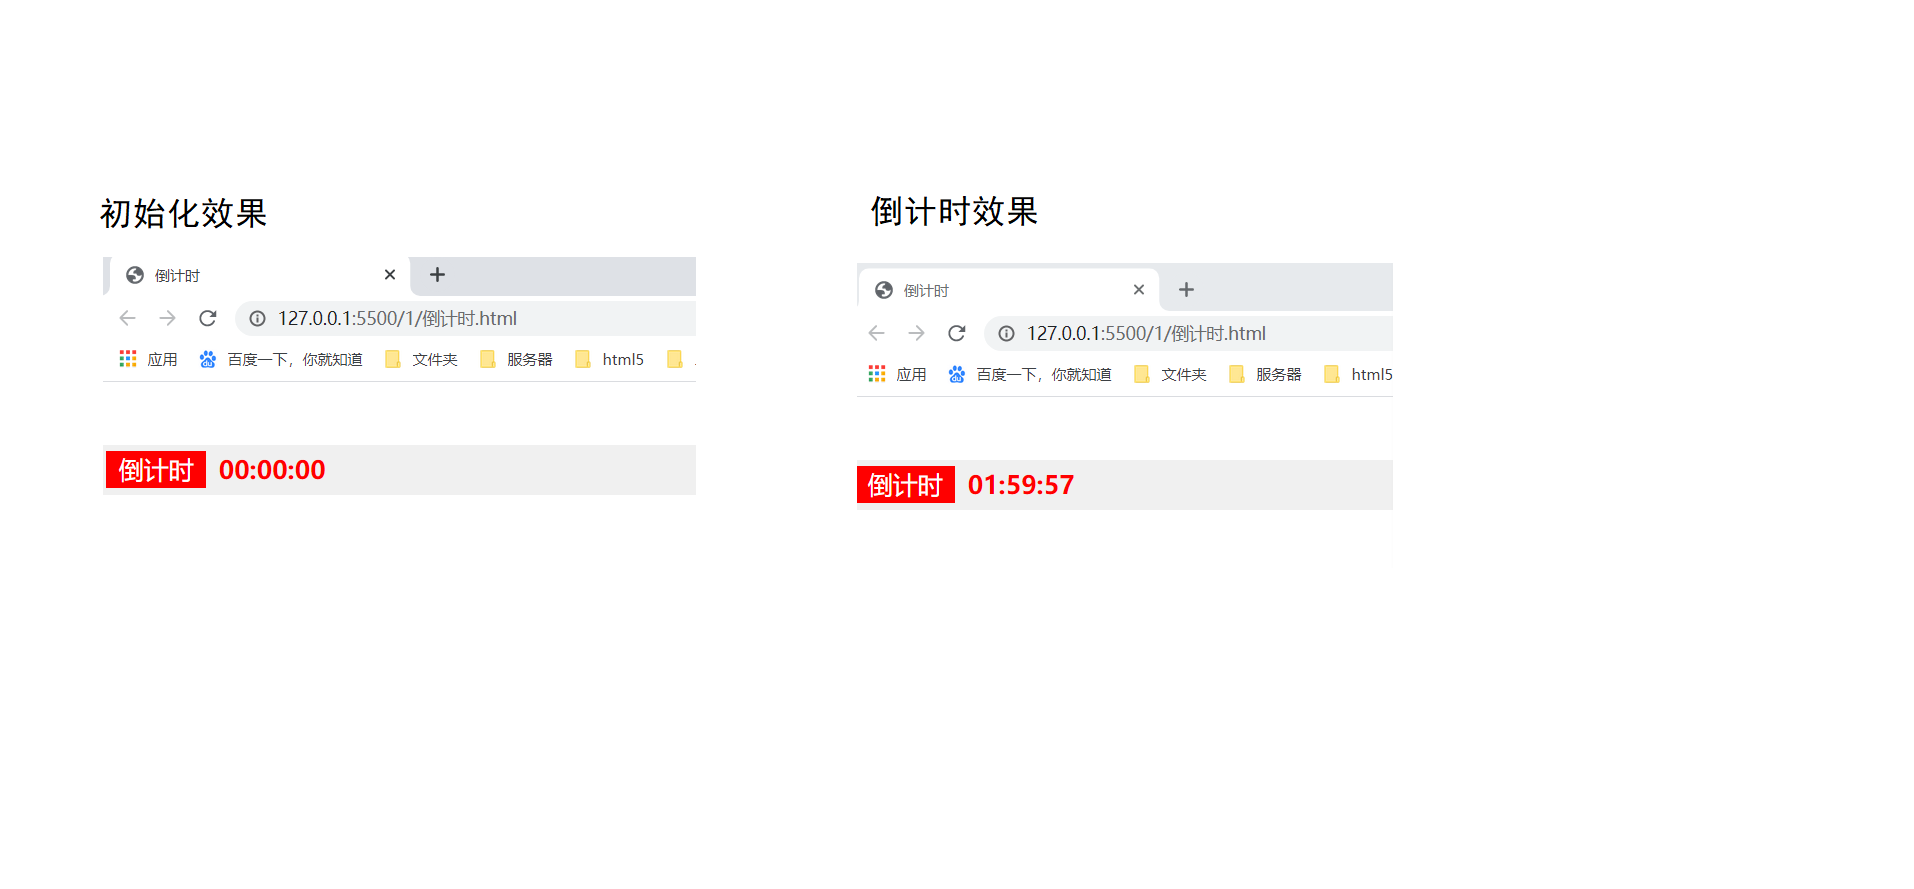 初始化效果
倒计时
127.0.0.1:5500/1/倒计时.html
应用 百度一下，你就知道 文件夹 服务器 html5
倒计时 00:00:00
倒计时效果
倒计时
127.0.0.1:5500/1/倒计时.html
应用 百度一下，你就知道 文件夹 服务器 html5
倒计时 01:59:57